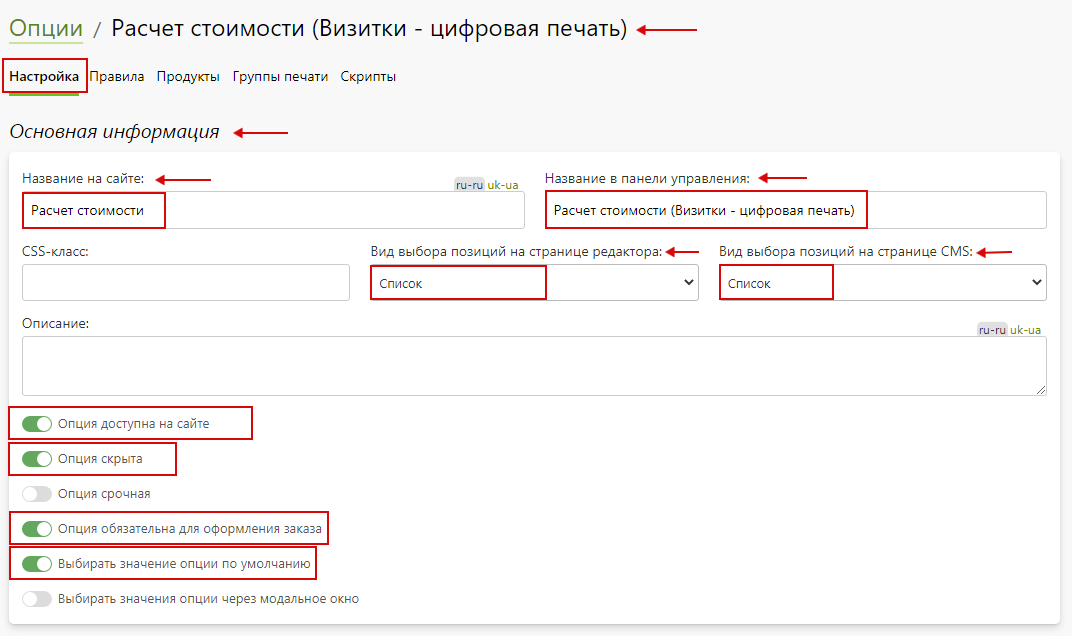 Опции / Расчет стоимости (Визитки - цифровая печать)
Настройка Правила Продукты Группы печати Скрипты
Основная информация
Название на сайте: ru-ru uk-ua Название в панели управления:
Расчет стоимости Расчет стоимости (Визитки - цифровая печать)
CSS-класс: Вид выбора позиций на странице редактора: Вид выбора позиций на странице CMS:
Список Список
Описание: ru-ru uk-ua
Опция доступна на сайте
Опция скрыта
Опция срочная
Опция обязательна для оформления заказа
Выбирать значение опции по умолчанию
Выбирать значения опции через модальное окно